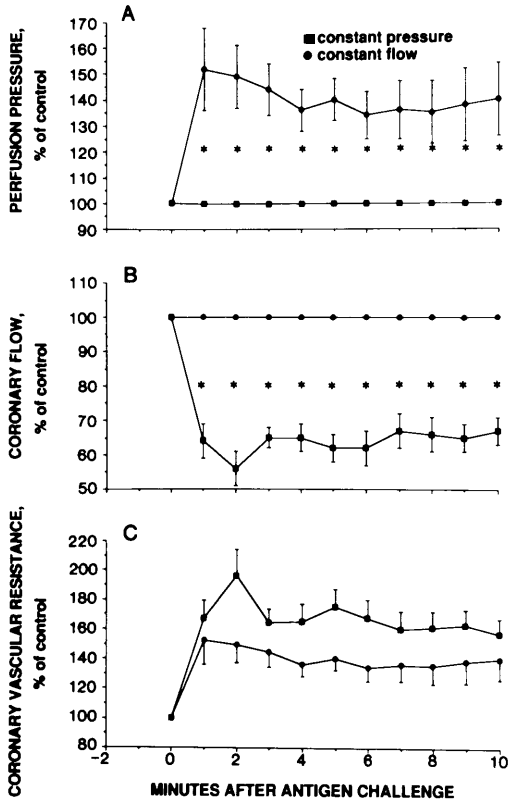 A
170
160
150
140
130
120
110
100
90
PERFUSION PRESSURE,
% of control
■ constant pressure
● constant flow
* * * * * * * * * *
B
110
100
90
80
70
60
50
CORONARY FLOW,
% of control
* * * * * * * * * *
C
220
200
180
160
140
120
100
80
CORONARY VASCULAR RESISTANCE,
% of control
-2 0 2 4 6 8 10
MINUTES AFTER ANTIGEN CHALLENGE